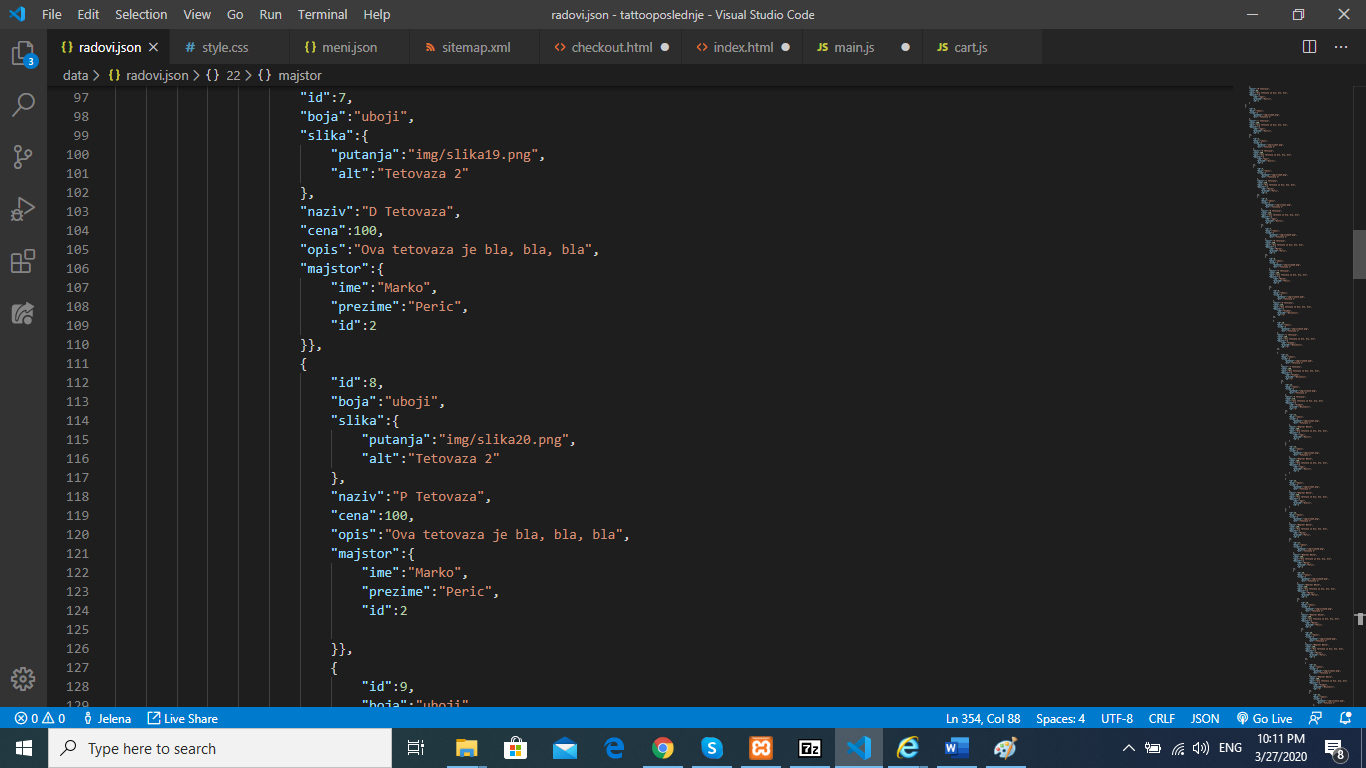 File Edit Selection View Go Run Terminal Help radovi.json - tattooposlednje - Visual Studio Code
{} radovi.json # style.css {} meni.json sitemap.xml <> checkout.html <> index.html JS main.js JS cart.js
data > {} radovi.json > {} 22 > {} majstor
97 "id":7,
98 "boja":"uboji",
99 "slika":{
100 "putanja":"img/slika19.png",
101 "alt":"Tetovaza 2"
102 },
103 "naziv":"D Tetovaza",
104 "cena":100,
105 "opis":"Ova tetovaza je bla, bla, bla",
106 "majstor":{
107 "ime":"Marko",
108 "prezime":"Peric",
109 "id":2
110 }},
111 {
112 "id":8,
113 "boja":"uboji",
114 "slika":{
115 "putanja":"img/slika20.png",
116 "alt":"Tetovaza 2"
117 },
118 "naziv":"P Tetovaza",
119 "cena":100,
120 "opis":"Ova tetovaza je bla, bla, bla",
121 "majstor":{
122 "ime":"Marko",
123 "prezime":"Peric",
124 "id":2
125
126 }},
127 {
128 "id":9,
129 "boja":"uboji"
3
0 0 Jelena Live Share Ln 354, Col 88 Spaces: 4 UTF-8 CRLF JSON Go Live
Type here to search
7z
ENG
10:11 PM
3/27/2020
8